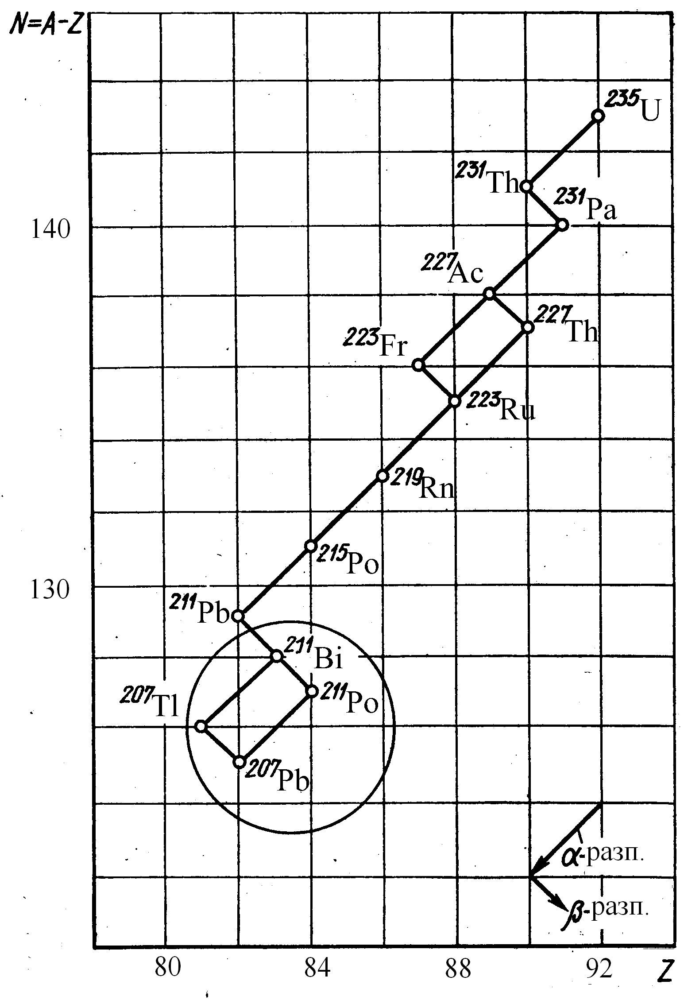 N=A-Z
235U
231Th
231Pa
140
227Ac
227Th
223Fr
223Ru
219Rn
215Po
130
211Pb
211Bi
207Tl
211Po
207Pb
α-разп.
β-разп.
80
84
88
92
Z